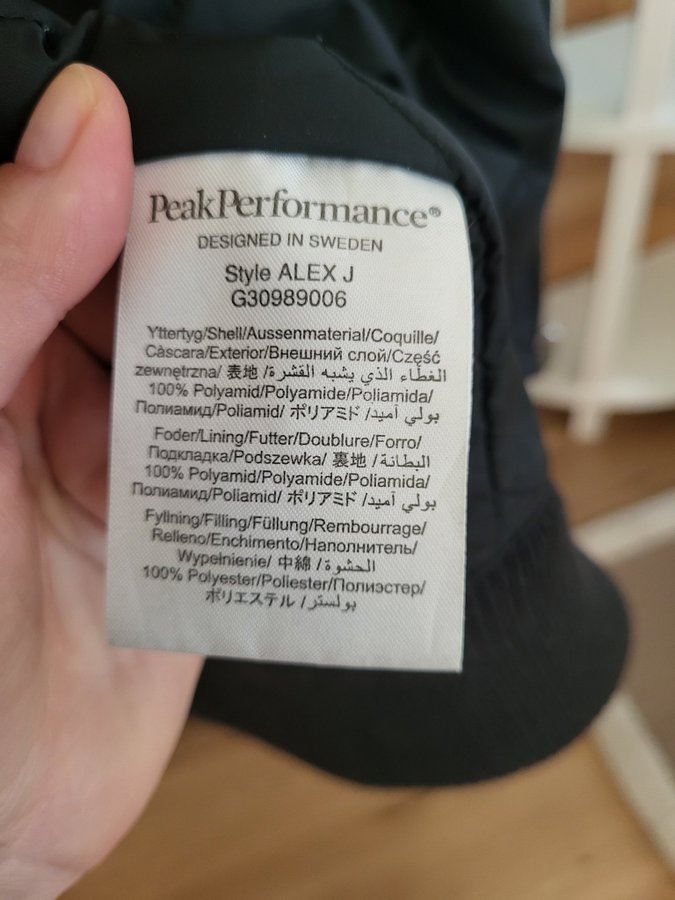 PeakPerformance®
DESIGNED IN SWEDEN
Style ALEX J
G30989006
Yttertyg/Shell/Aussenmaterial/Coquille/
Càscara/Exterior/Внешний слой/Część
zewnętrzna/ 表地 /الغطاء الذي يشبه القشرة
100% Polyamid/Polyamide/Poliamida/
Полиамид/Poliamid/ ポリアミド /بولي أميد
Foder/Lining/Futter/Doublure/Forro/
Подкладка/Podszewka/ 裏地 /البطانة
100% Polyamid/Polyamide/Poliamida/
Полиамид/Poliamid/ ポリアミド /بولي أميد
Fyllning/Filling/Füllung/Rembourrage/
Relleno/Enchimento/Наполнитель/
Wypełnienie/ 中綿 /الحشوة
100% Polyester/Poliester/Полиэстер/
ポリエステル /بولستر